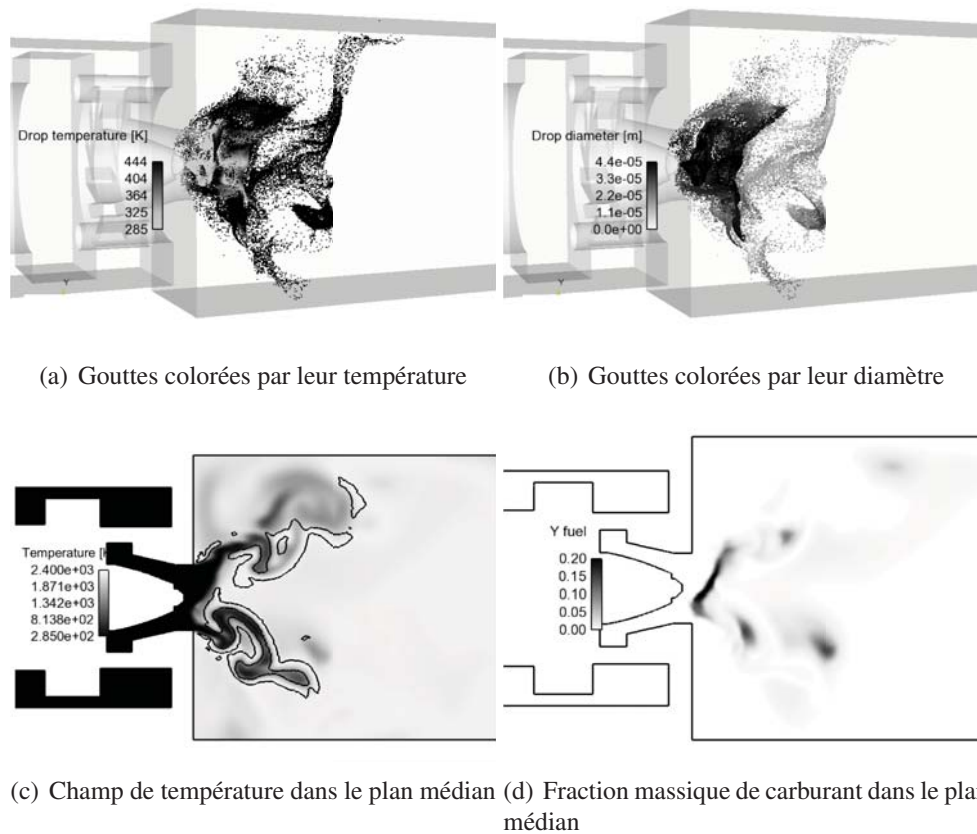 Drop temperature [K]
444
404
364
325
285
Y
Drop diameter [m]
4.4e-05
3.3e-05
2.2e-05
1.1e-05
0.0e+00
Y
(a) Gouttes colorées par leur température
(b) Gouttes colorées par leur diamètre
Temperature [
2.400e+03
1.871e+03
1.342e+03
8.138e+02
2.850e+02
Y fuel
0.20
0.15
0.10
0.05
0.00
(c) Champ de température dans le plan médian
(d) Fraction massique de carburant dans le plan
médian